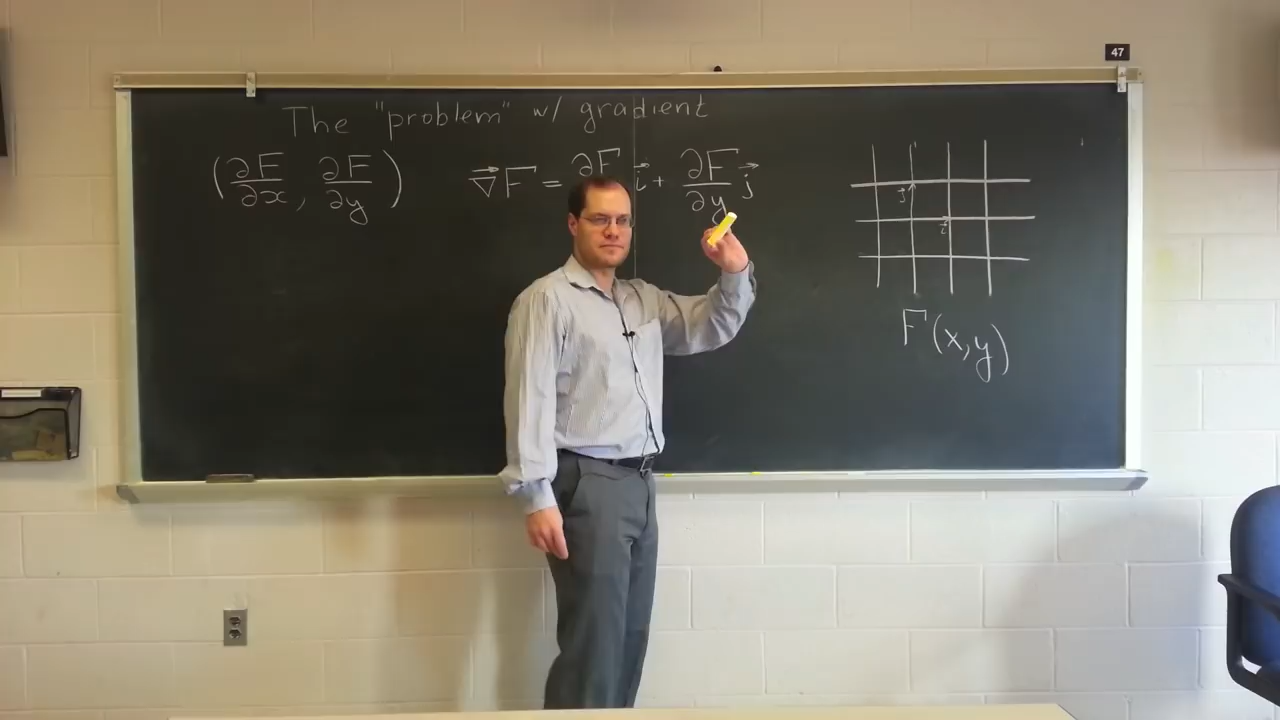 47
The "problem" w/ gradient
(∂F/∂x, ∂F/∂y)
∇⃗F = ∂F i⃗ + ∂F/∂y j⃗
j⃗
i⃗
F(x,y)